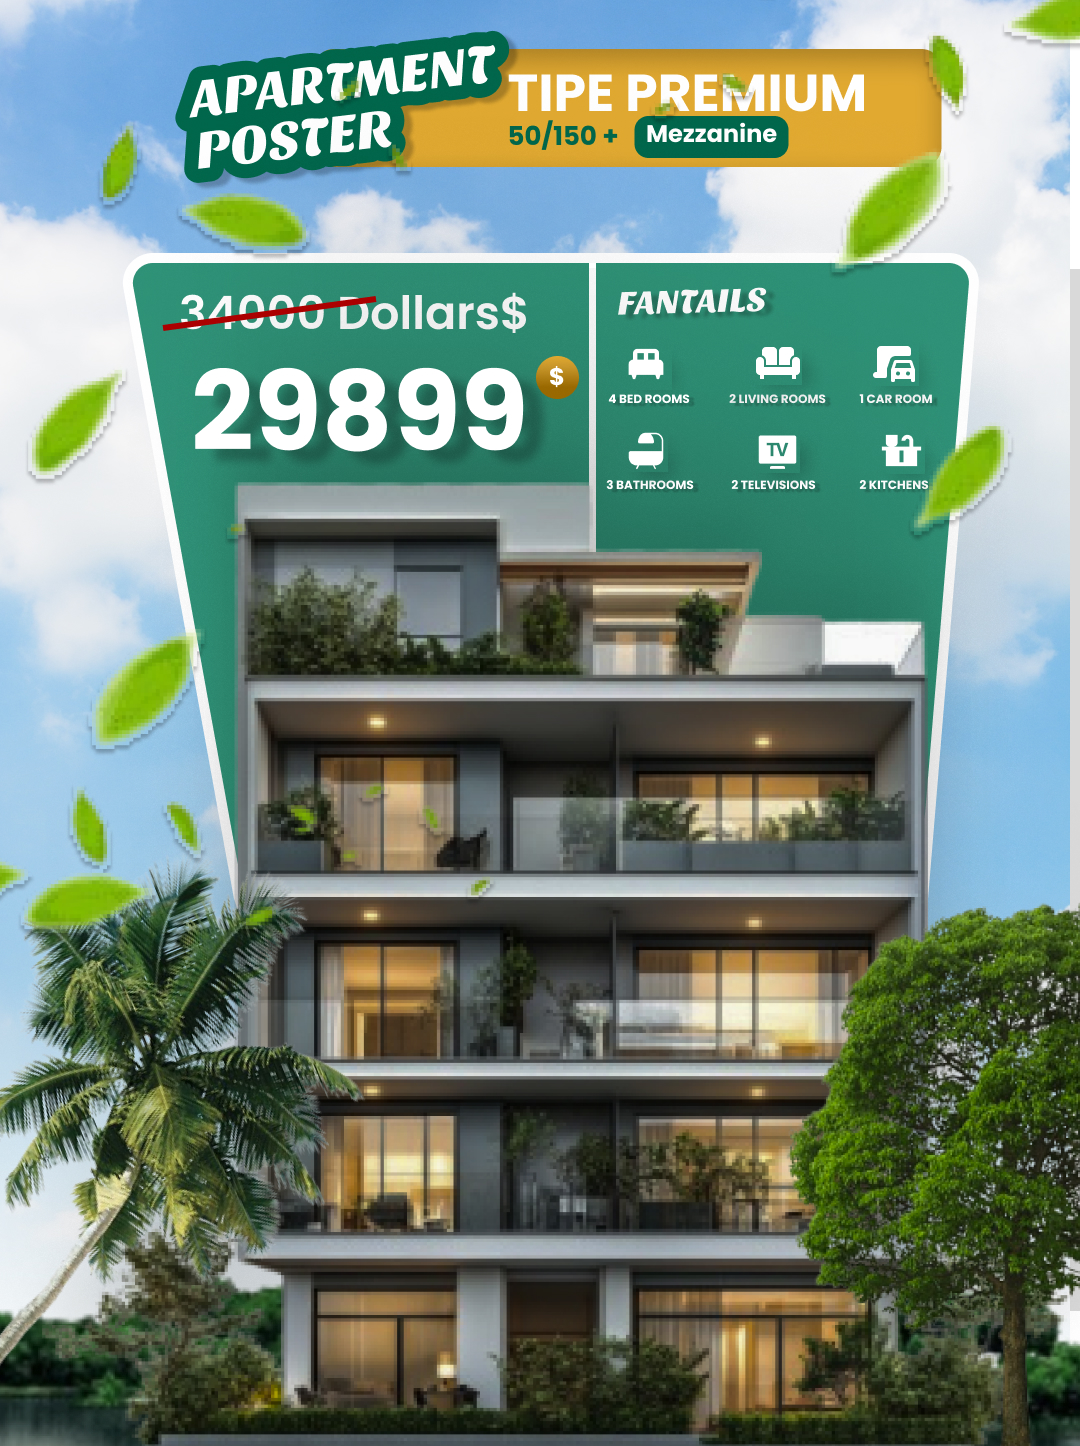 APARTMENT
POSTER
TIPE PREMIUM
50/150 + Mezzanine
34000 Dollars$
29899 $
FANTAILS
4 BED ROOMS
2 LIVING ROOMS
1 CAR ROOM
3 BATHROOMS
TV
2 TELEVISIONS
2 KITCHENS